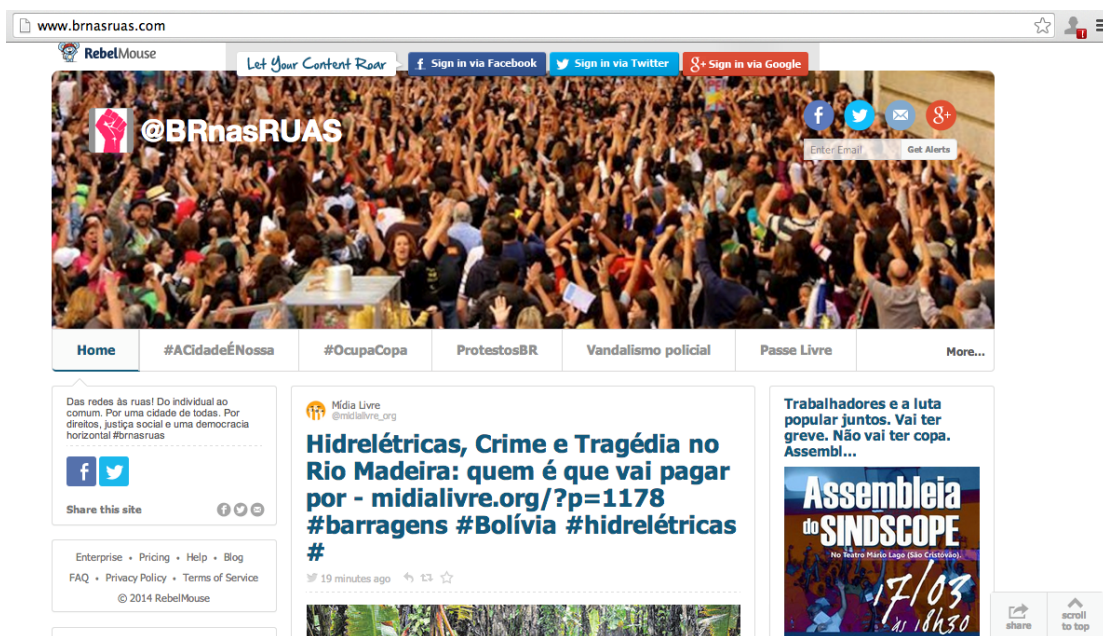 www.brnasruas.com
RebelMouse
Let Your Content Roar
Sign in via Facebook
Sign in via Twitter
Sign in via Google
@BRnasRUAS
Enter Email
Get Alerts
Home
#ACidadeÉNossa
#OcupaCopa
ProtestosBR
Vandalismo policial
Passe Livre
More...
Das redes às ruas! Do individual ao
comum. Por uma cidade de todas. Por
direitos, justiça social e uma democracia
horizontal #brnasruas
Share this site
Enterprise • Pricing • Help • Blog
FAQ • Privacy Policy • Terms of Service
© 2014 RebelMouse
Mídia Livre
@midialivre_org
Hidrelétricas, Crime e Tragédia no
Rio Madeira: quem é que vai pagar
por - midialivre.org/?p=1178
#barragens #Bolívia #hidrelétricas
#
19 minutes ago
Trabalhadores e a luta
popular juntos. Vai ter
greve. Não vai ter copa.
Assembl...
Assembleia
do SINDSCOPE
No Teatro Mário Lago (São Cristóvão).
17/03
às 18h30
share
scroll
to top